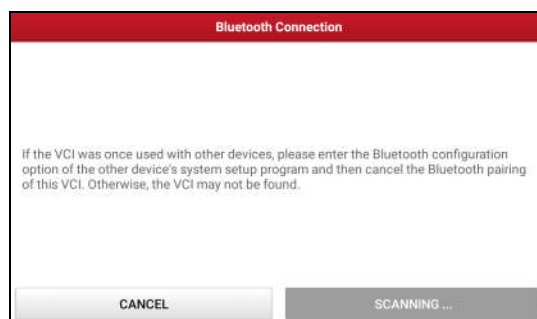 Bluetooth Connection
If the VCI was once used with other devices, please enter the Bluetooth configuration
option of the other device's system setup program and then cancel the Bluetooth pairing
of this VCI. Otherwise, the VCI may not be found.
CANCEL
SCANNING ...